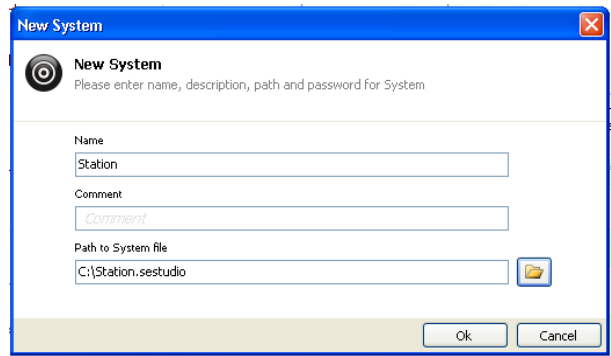 New System
New System
Please enter name, description, path and password for System
Name
Station
Comment
Comment
Path to System file
C:\Station.sestudio
Ok Cancel